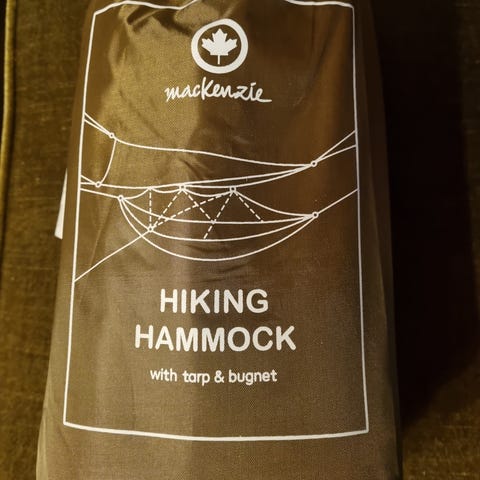 mackenzie
HIKING
HAMMOCK
with tarp & bugnet